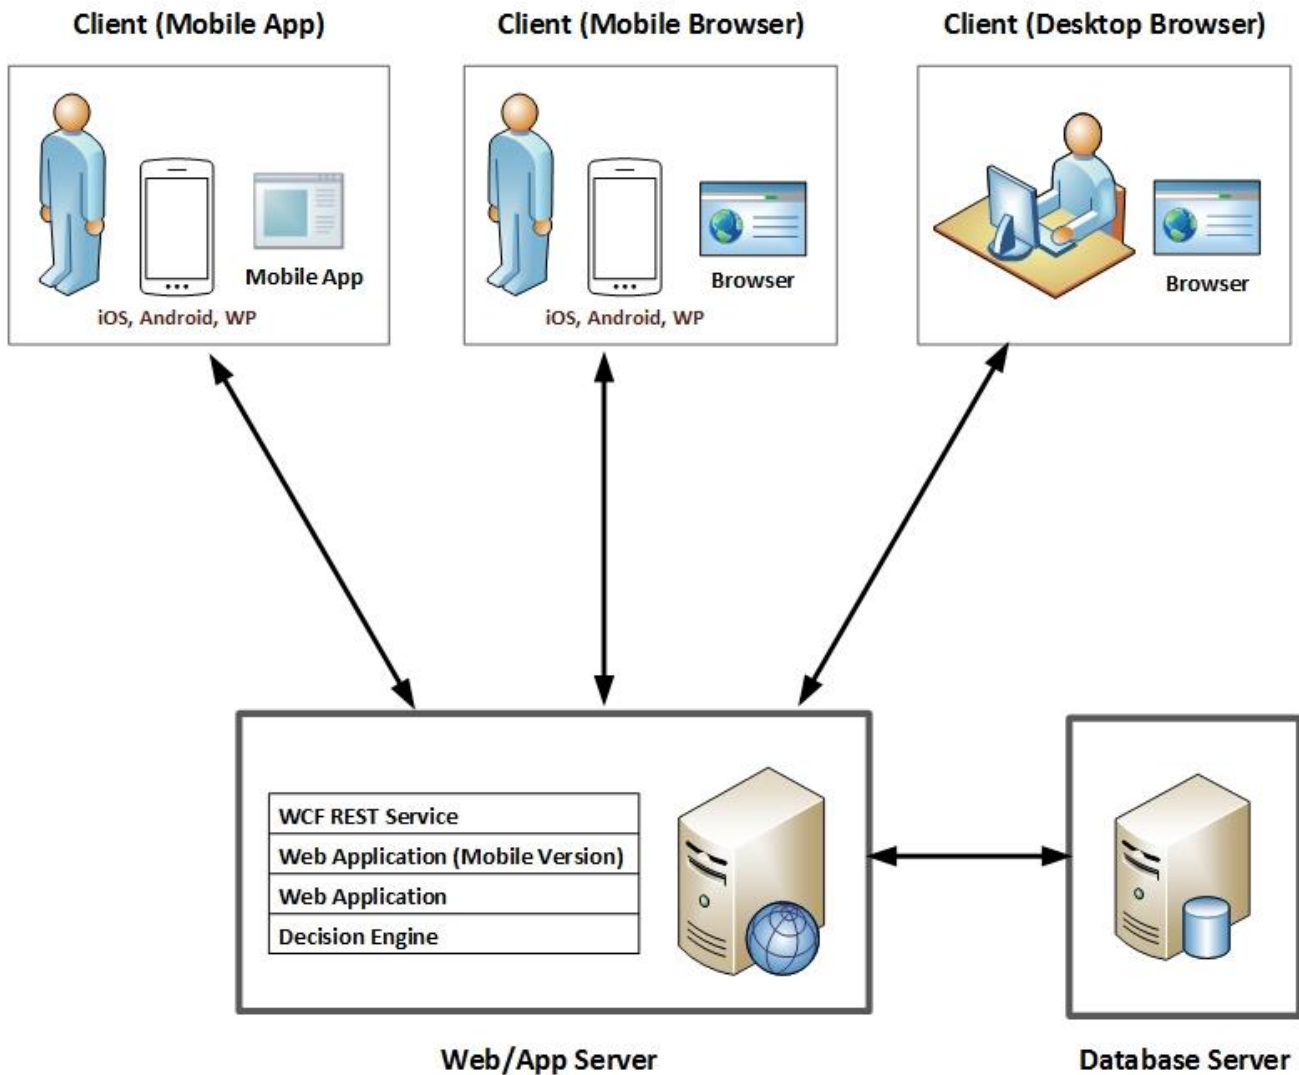 Client (Mobile App)
Client (Mobile Browser)
Client (Desktop Browser)
Mobile App
iOS, Android, WP
Browser
iOS, Android, WP
Browser
WCF REST Service
Web Application (Mobile Version)
Web Application
Decision Engine
Web/App Server
Database Server